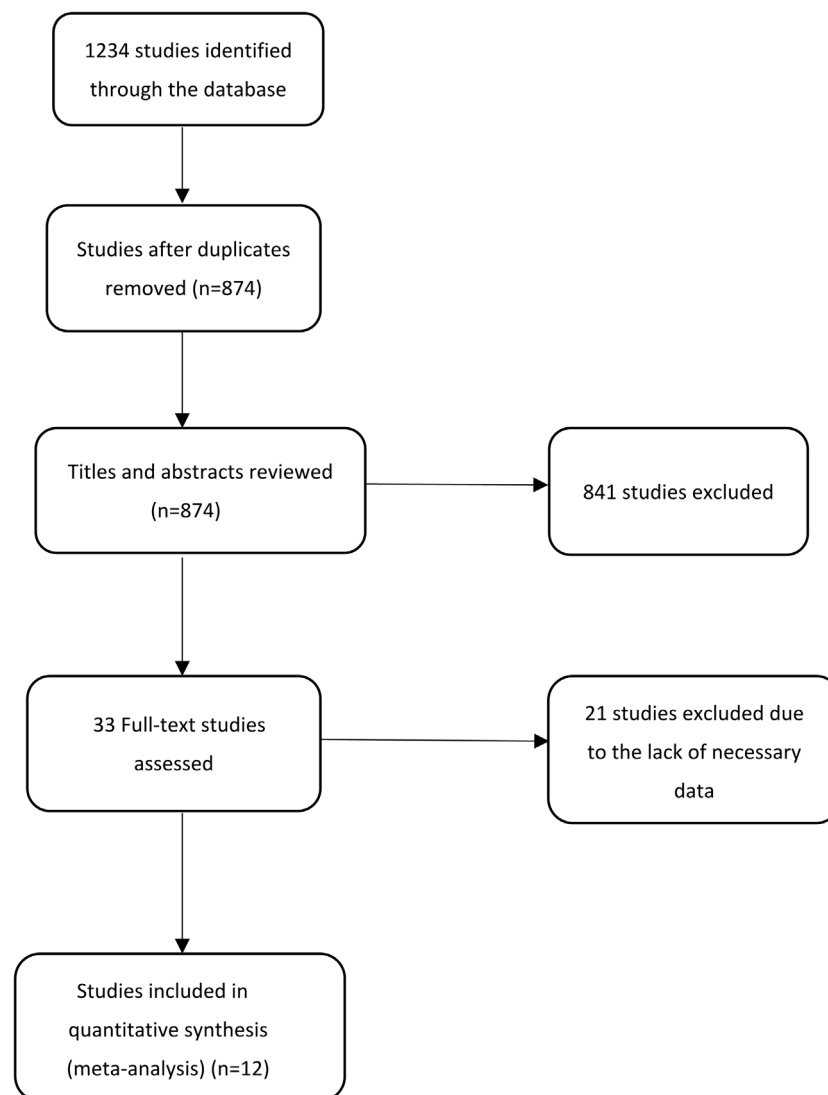 1234 studies identified
through the database
Studies after duplicates
removed (n=874)
Titles and abstracts reviewed
(n=874)
841 studies excluded
33 Full-text studies
assessed
21 studies excluded due
to the lack of necessary
data
Studies included in
quantitative synthesis
(meta-analysis) (n=12)